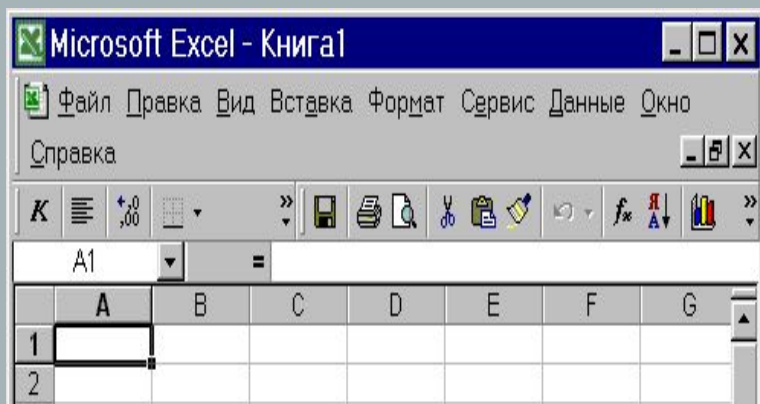 Microsoft Excel - Книга1
Файл Правка Вид Вставка Формат Сервис Данные Окно
Справка
A1 =
A B C D E F G
1
2